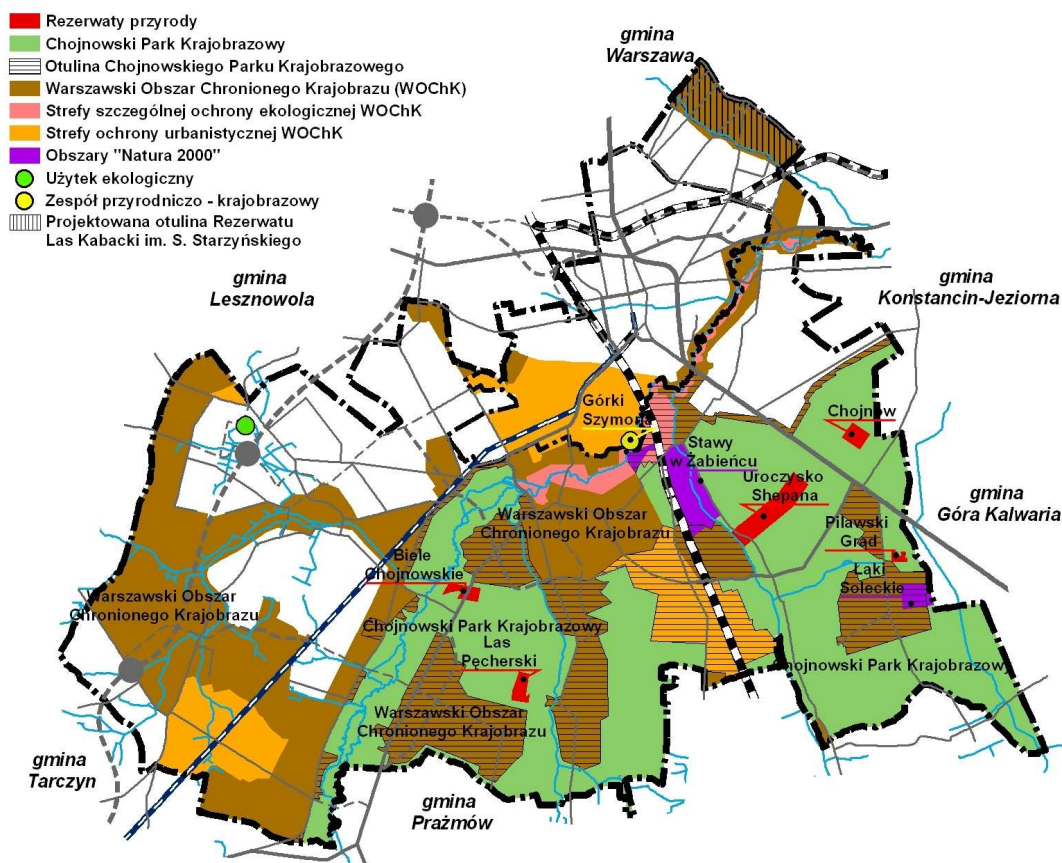 Rezerwaty przyrody
Chojnowski Park Krajobrazowy
Otulina Chojnowskiego Parku Krajobrazowego
Warszawski Obszar Chronionego Krajobrazu (WOChK)
Strefy szczególnej ochrony ekologicznej WOChK
Strefy ochrony urbanistycznej WOChK
Obszary "Natura 2000"
Użytek ekologiczny
Zespół przyrodniczo - krajobrazowy
Projektowana otulina Rezerwatu
Las Kabacki im. S. Starzyńskiego
gmina
Warszawa
gmina
Lesznowola
gmina
Konstancin-Jeziorna
Górki
Szymona
Chojnów
Stawy
w Żabieńcu
Uroczysko
Stephana
gmina
Góra Kalwaria
Pilawski
Grąd
Łąki
Soleckie
Warszawski Obszar
Chronionego Krajobrazu
Biele
Chojnowskie
Warszawski Obszar
Chronionego Krajobrazu
Chojnowski Park Krajobrazowy
Las
Pęcherski
Chojnowski Park Krajobrazowy
Warszawski Obszar
Chronionego Krajobrazu
gmina
Tarczyn
gmina
Prażmów